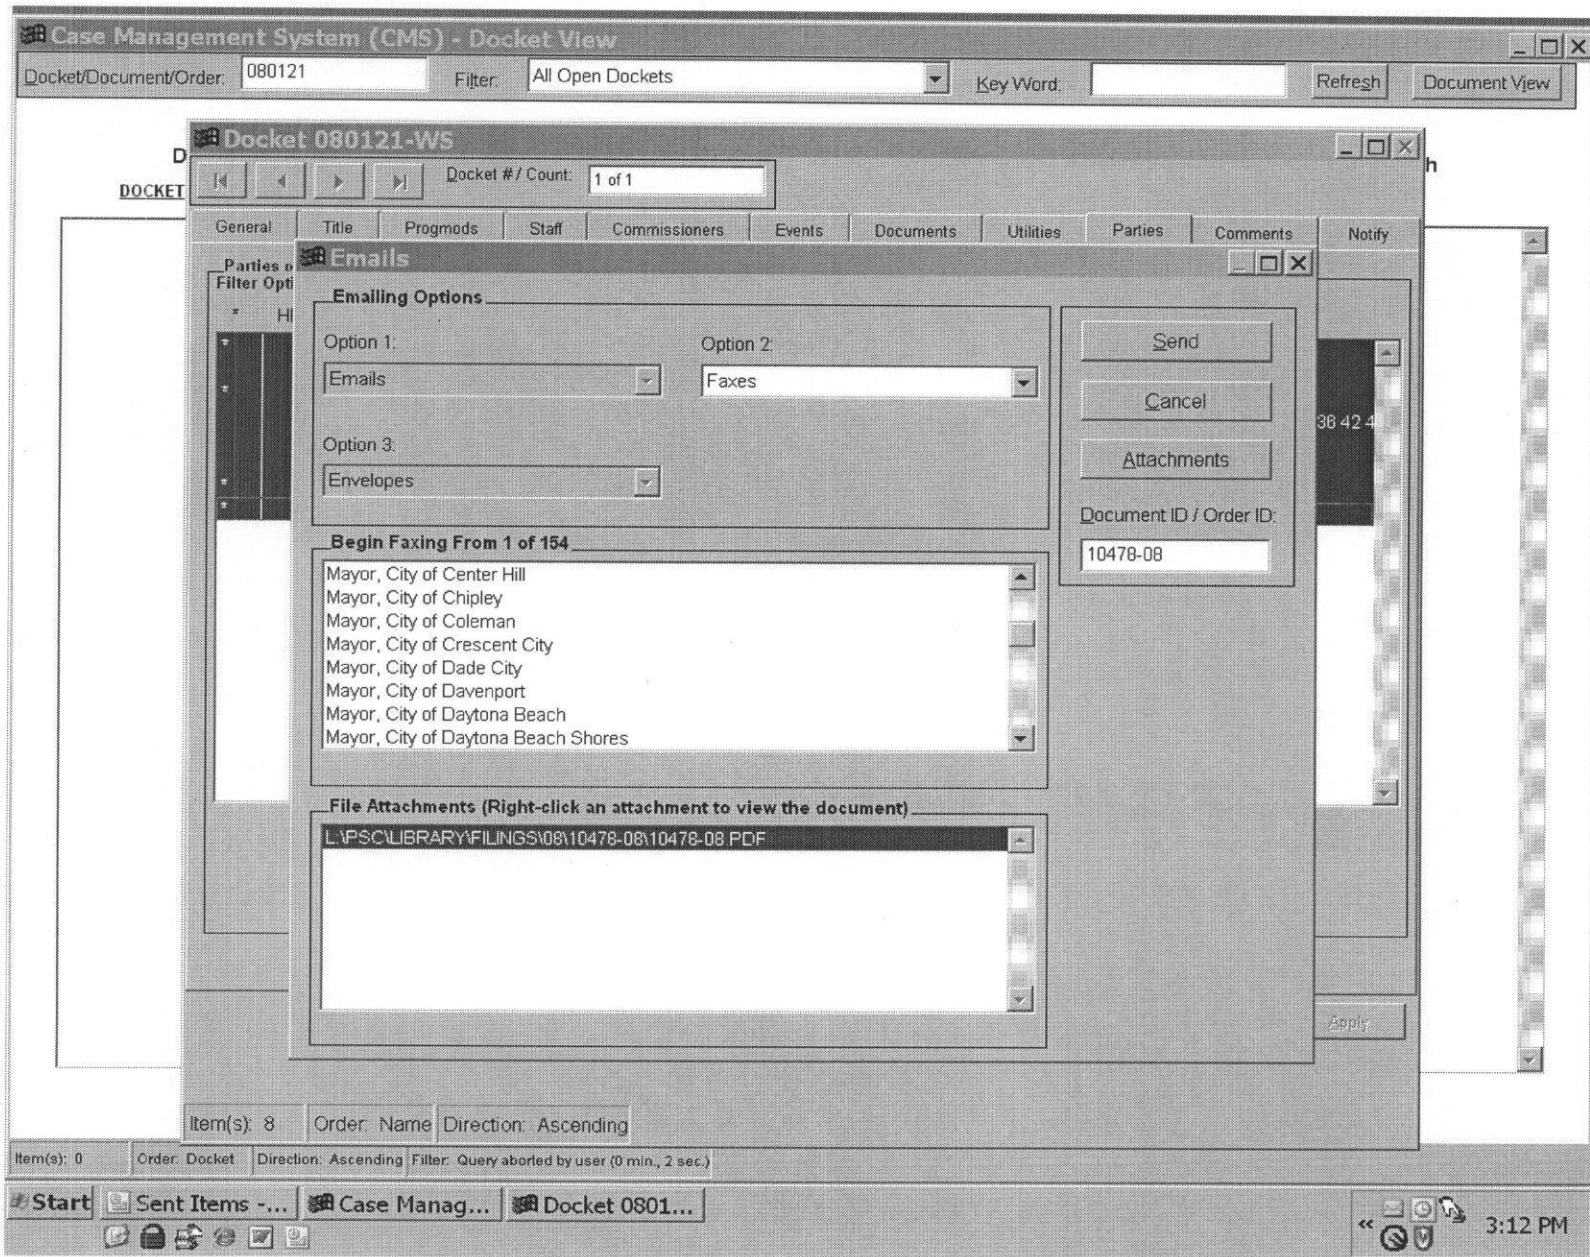 Case Management System (CMS) - Docket View
Docket/Document/Order: 080121 Filter: All Open Dockets Key Word: Refresh Document View
D h
DOCKET
Docket 080121-WS
Docket # / Count: 1 of 1
General Title Progmods Staff Commissioners Events Documents Utilities Parties Comments Notify
Parties o
Filter Opti
* HI
*
*
*
*
38 42 4
Emails
Emailing Options
Option 1: Option 2:
Emails Faxes
Option 3:
Envelopes
Send
Cancel
Attachments
Document ID / Order ID:
10478-08
Begin Faxing From 1 of 154
Mayor, City of Center Hill
Mayor, City of Chipley
Mayor, City of Coleman
Mayor, City of Crescent City
Mayor, City of Dade City
Mayor, City of Davenport
Mayor, City of Daytona Beach
Mayor, City of Daytona Beach Shores
File Attachments (Right-click an attachment to view the document)
L:\PSC\LIBRARY\FILINGS\08\10478-08\10478-08.PDF
Apply
Item(s): 8 Order: Name Direction: Ascending
Item(s): 0 Order: Docket Direction: Ascending Filter: Query aborted by user (0 min., 2 sec.)
Start Sent Items -... Case Manag... Docket 0801... « 3:12 PM